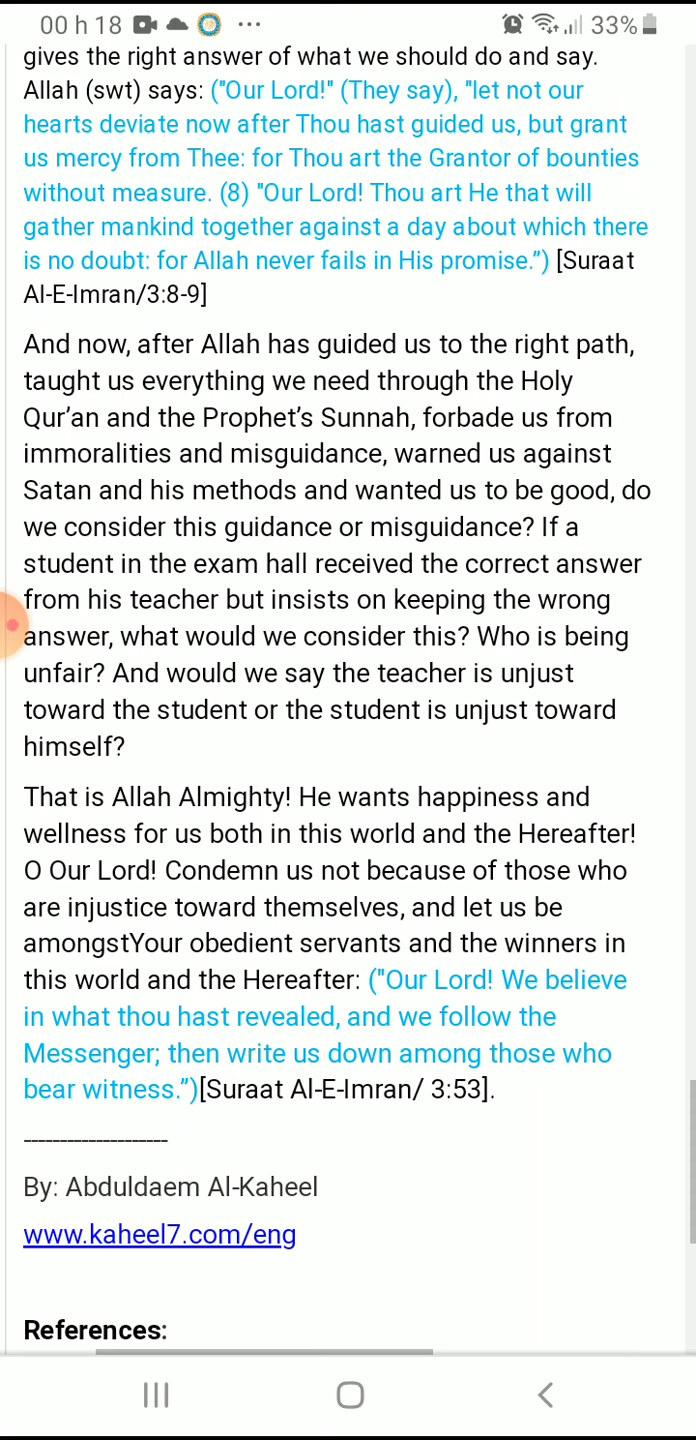 00 h 18
33%
gives the right answer of what we should do and say.
Allah (swt) says: ("Our Lord!" (They say), "let not our
hearts deviate now after Thou hast guided us, but grant
us mercy from Thee: for Thou art the Grantor of bounties
without measure. (8) "Our Lord! Thou art He that will
gather mankind together against a day about which there
is no doubt: for Allah never fails in His promise.”) [Suraat
Al-E-Imran/3:8-9]
And now, after Allah has guided us to the right path,
taught us everything we need through the Holy
Qur’an and the Prophet’s Sunnah, forbade us from
immoralities and misguidance, warned us against
Satan and his methods and wanted us to be good, do
we consider this guidance or misguidance? If a
student in the exam hall received the correct answer
from his teacher but insists on keeping the wrong
answer, what would we consider this? Who is being
unfair? And would we say the teacher is unjust
toward the student or the student is unjust toward
himself?
That is Allah Almighty! He wants happiness and
wellness for us both in this world and the Hereafter!
O Our Lord! Condemn us not because of those who
are injustice toward themselves, and let us be
amongstYour obedient servants and the winners in
this world and the Hereafter: ("Our Lord! We believe
in what thou hast revealed, and we follow the
Messenger; then write us down among those who
bear witness.”)[Suraat Al-E-Imran/ 3:53].
--------------------
By: Abduldaem Al-Kaheel
www.kaheel7.com/eng
References: